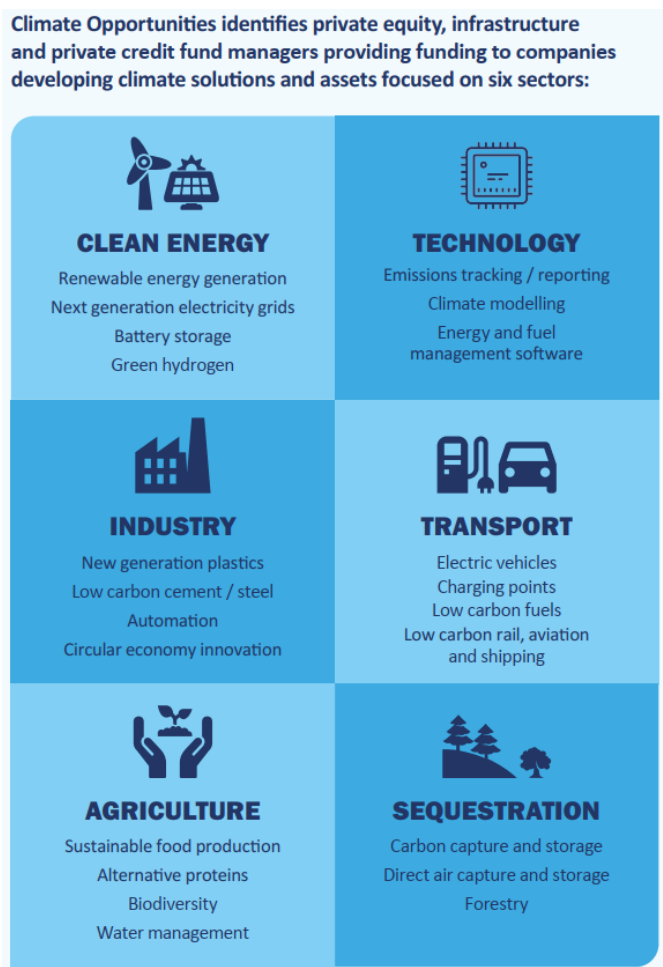 Climate Opportunities identifies private equity, infrastructure
and private credit fund managers providing funding to companies
developing climate solutions and assets focused on six sectors:
CLEAN ENERGY
Renewable energy generation
Next generation electricity grids
Battery storage
Green hydrogen
TECHNOLOGY
Emissions tracking / reporting
Climate modelling
Energy and fuel
management software
INDUSTRY
New generation plastics
Low carbon cement / steel
Automation
Circular economy innovation
TRANSPORT
Electric vehicles
Charging points
Low carbon fuels
Low carbon rail, aviation
and shipping
AGRICULTURE
Sustainable food production
Alternative proteins
Biodiversity
Water management
SEQUESTRATION
Carbon capture and storage
Direct air capture and storage
Forestry